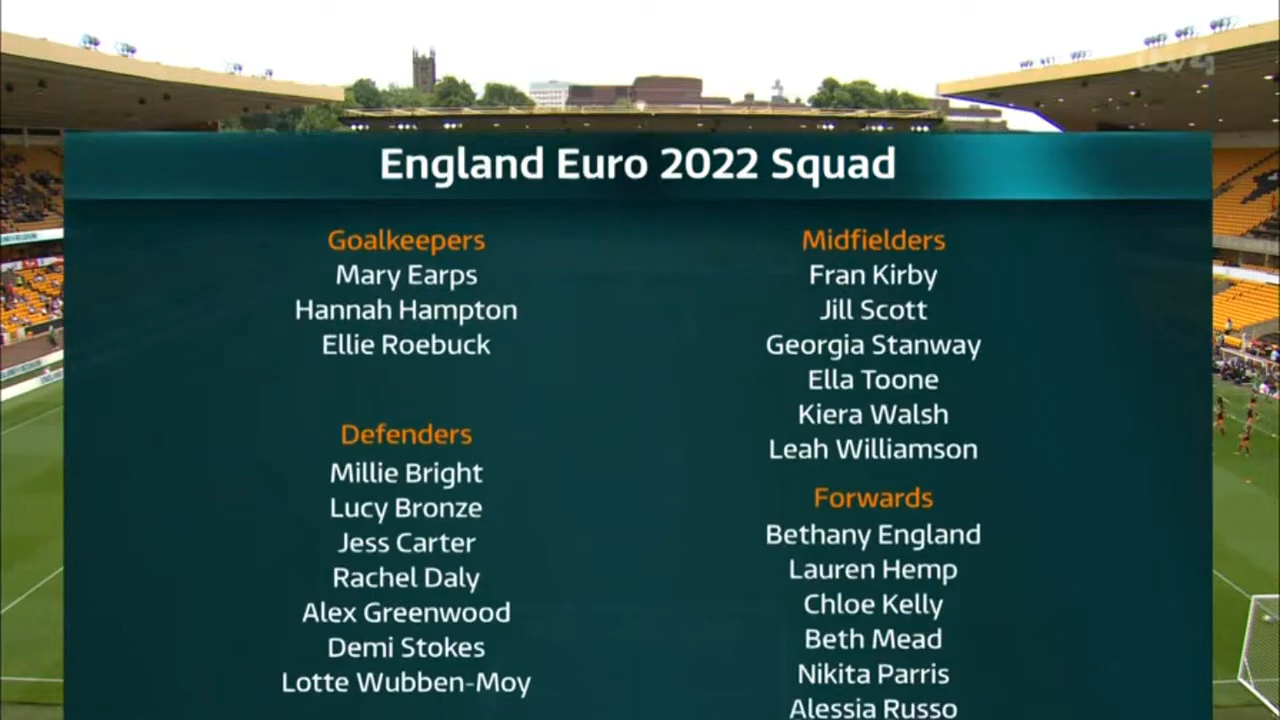 itv4
England Euro 2022 Squad
Goalkeepers
Mary Earps
Hannah Hampton
Ellie Roebuck
Defenders
Millie Bright
Lucy Bronze
Jess Carter
Rachel Daly
Alex Greenwood
Demi Stokes
Lotte Wubben-Moy
Midfielders
Fran Kirby
Jill Scott
Georgia Stanway
Ella Toone
Kiera Walsh
Leah Williamson
Forwards
Bethany England
Lauren Hemp
Chloe Kelly
Beth Mead
Nikita Parris
Alessia Russo